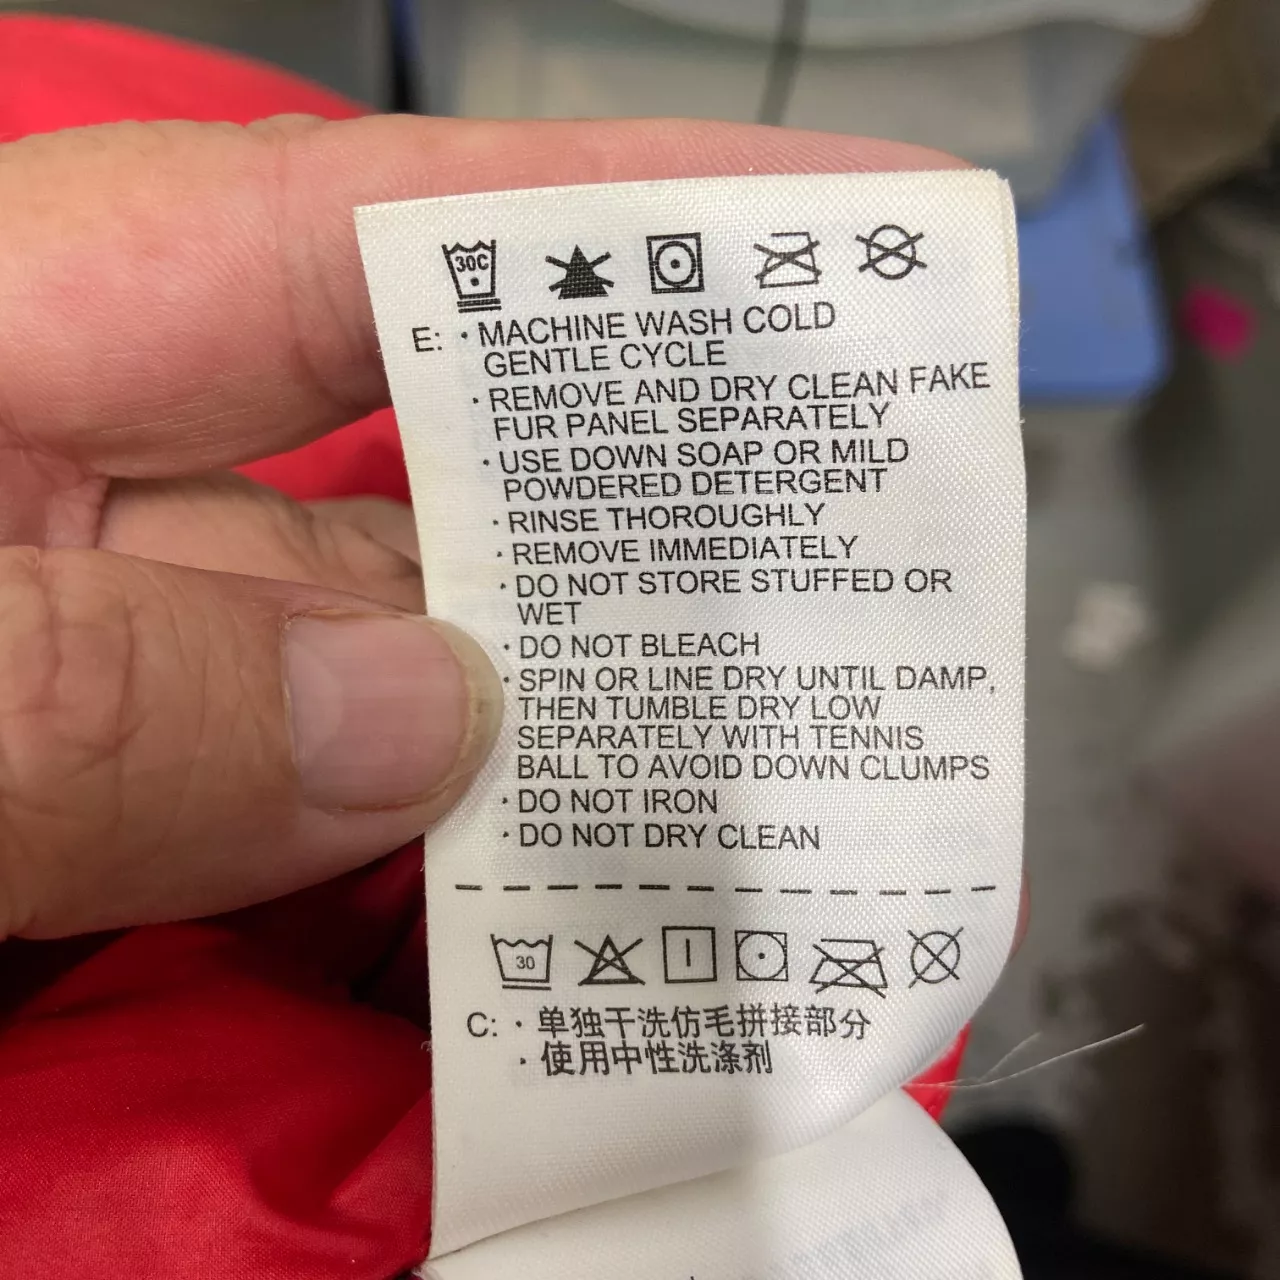 30C
E: · MACHINE WASH COLD
GENTLE CYCLE
· REMOVE AND DRY CLEAN FAKE
FUR PANEL SEPARATELY
· USE DOWN SOAP OR MILD
POWDERED DETERGENT
· RINSE THOROUGHLY
· REMOVE IMMEDIATELY
· DO NOT STORE STUFFED OR
WET
· DO NOT BLEACH
· SPIN OR LINE DRY UNTIL DAMP,
THEN TUMBLE DRY LOW
SEPARATELY WITH TENNIS
BALL TO AVOID DOWN CLUMPS
· DO NOT IRON
· DO NOT DRY CLEAN
30
C: · 单独干洗仿毛拼接部分
· 使用中性洗涤剂